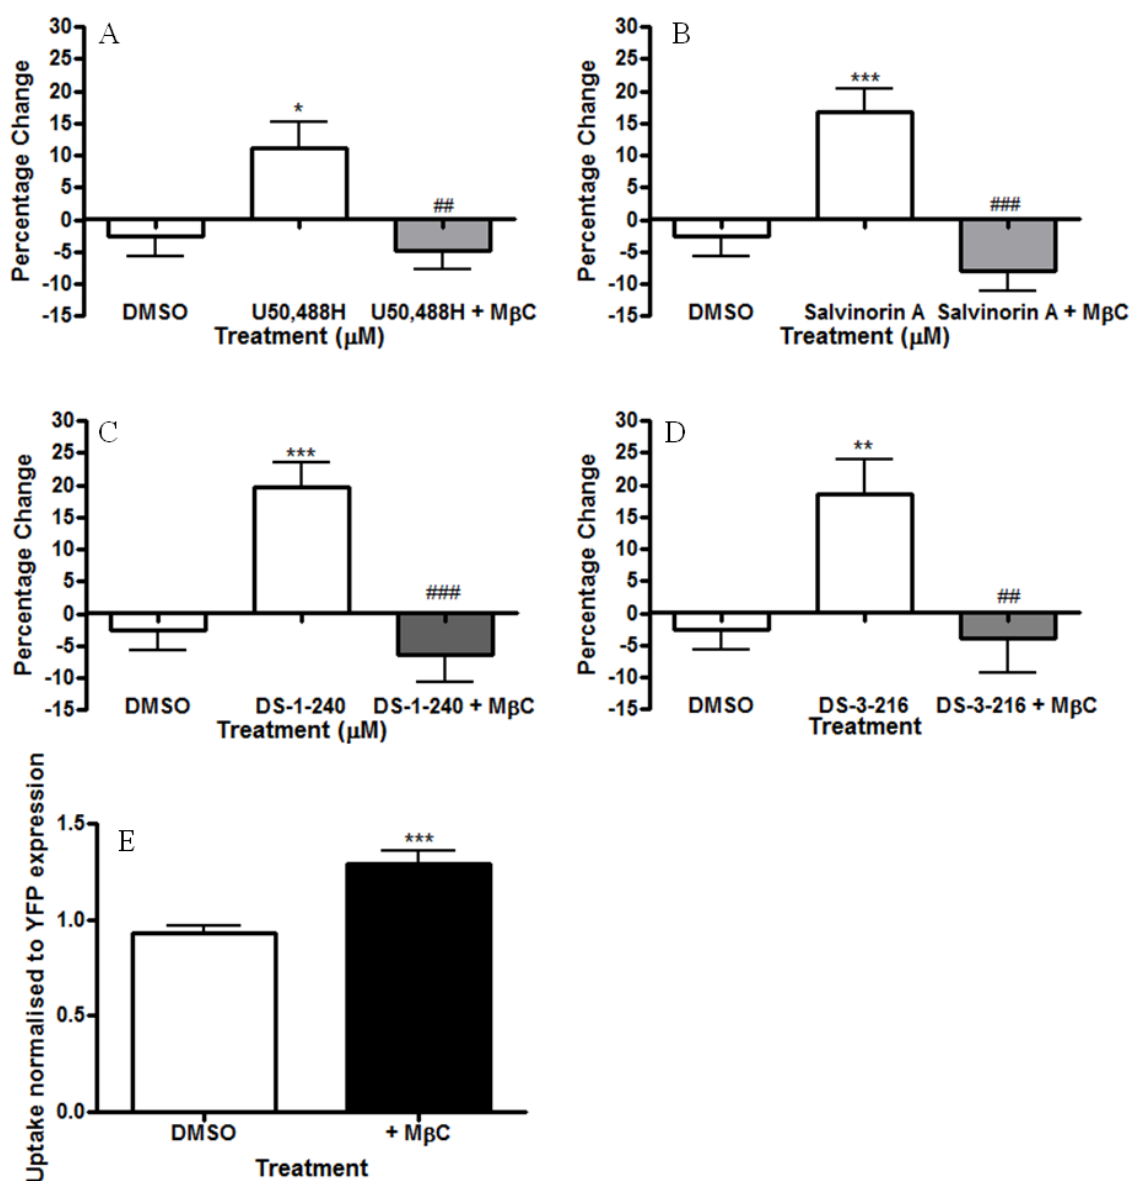 A
Percentage Change
30
25
20
15
10
5
0
-5
-10
-15
*
##
DMSO U50,488H U50,488H + MβC
Treatment (μM)
B
Percentage Change
30
25
20
15
10
5
0
-5
-10
-15
***
###
DMSO Salvinorin A Salvinorin A + MβC
Treatment (μM)
C
Percentage Change
30
25
20
15
10
5
0
-5
-10
-15
***
###
DMSO DS-1-240 DS-1-240 + MβC
Treatment (μM)
D
Percentage Change
30
25
20
15
10
5
0
-5
-10
-15
**
##
DMSO DS-3-216 DS-3-216 + MβC
Treatment
E
Uptake normalised to YFP expression
1.5
1.0
0.5
0.0
***
DMSO + MβC
Treatment